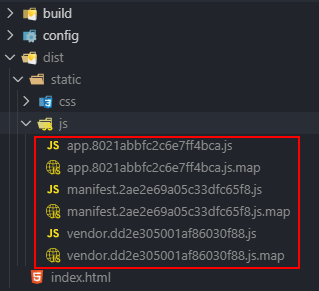 build
config
dist
static
css
js
JS app.8021abbfc2c6e7ff4bca.js
app.8021abbfc2c6e7ff4bca.js.map
JS manifest.2ae2e69a05c33dfc65f8.js
manifest.2ae2e69a05c33dfc65f8.js.map
JS vendor.dd2e305001af86030f88.js
vendor.dd2e305001af86030f88.js.map
index.html